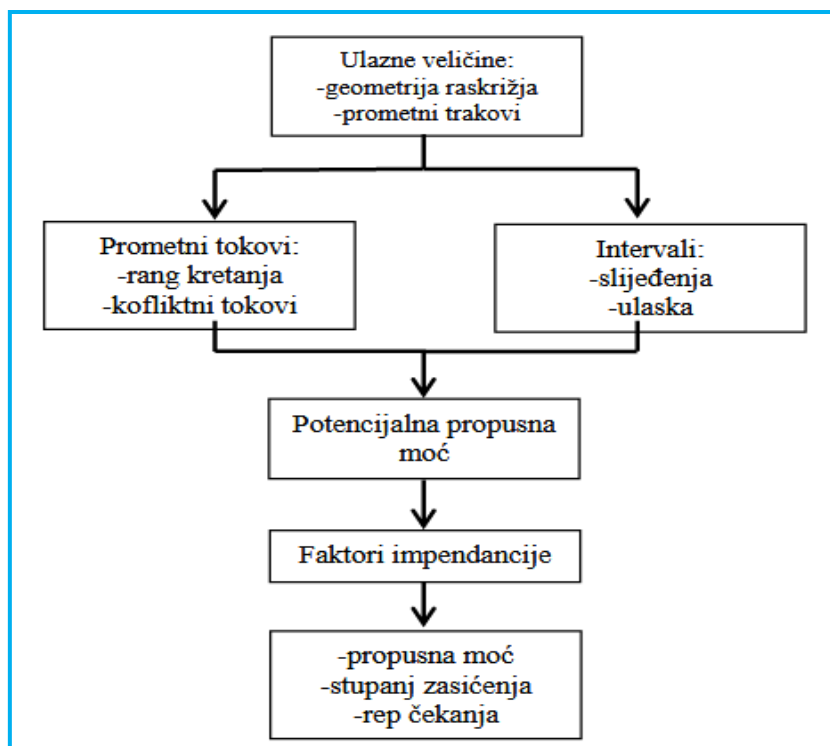 Ulazne veličine:
-geometrija raskrižja
-prometni trakovi
Prometni tokovi:
-rang kretanja
-kofliktni tokovi
Intervali:
-slijeđenja
-ulaska
Potencijalna propusna
moć
Faktori impendancije
-propusna moć
-stupanj zasićenja
-rep čekanja